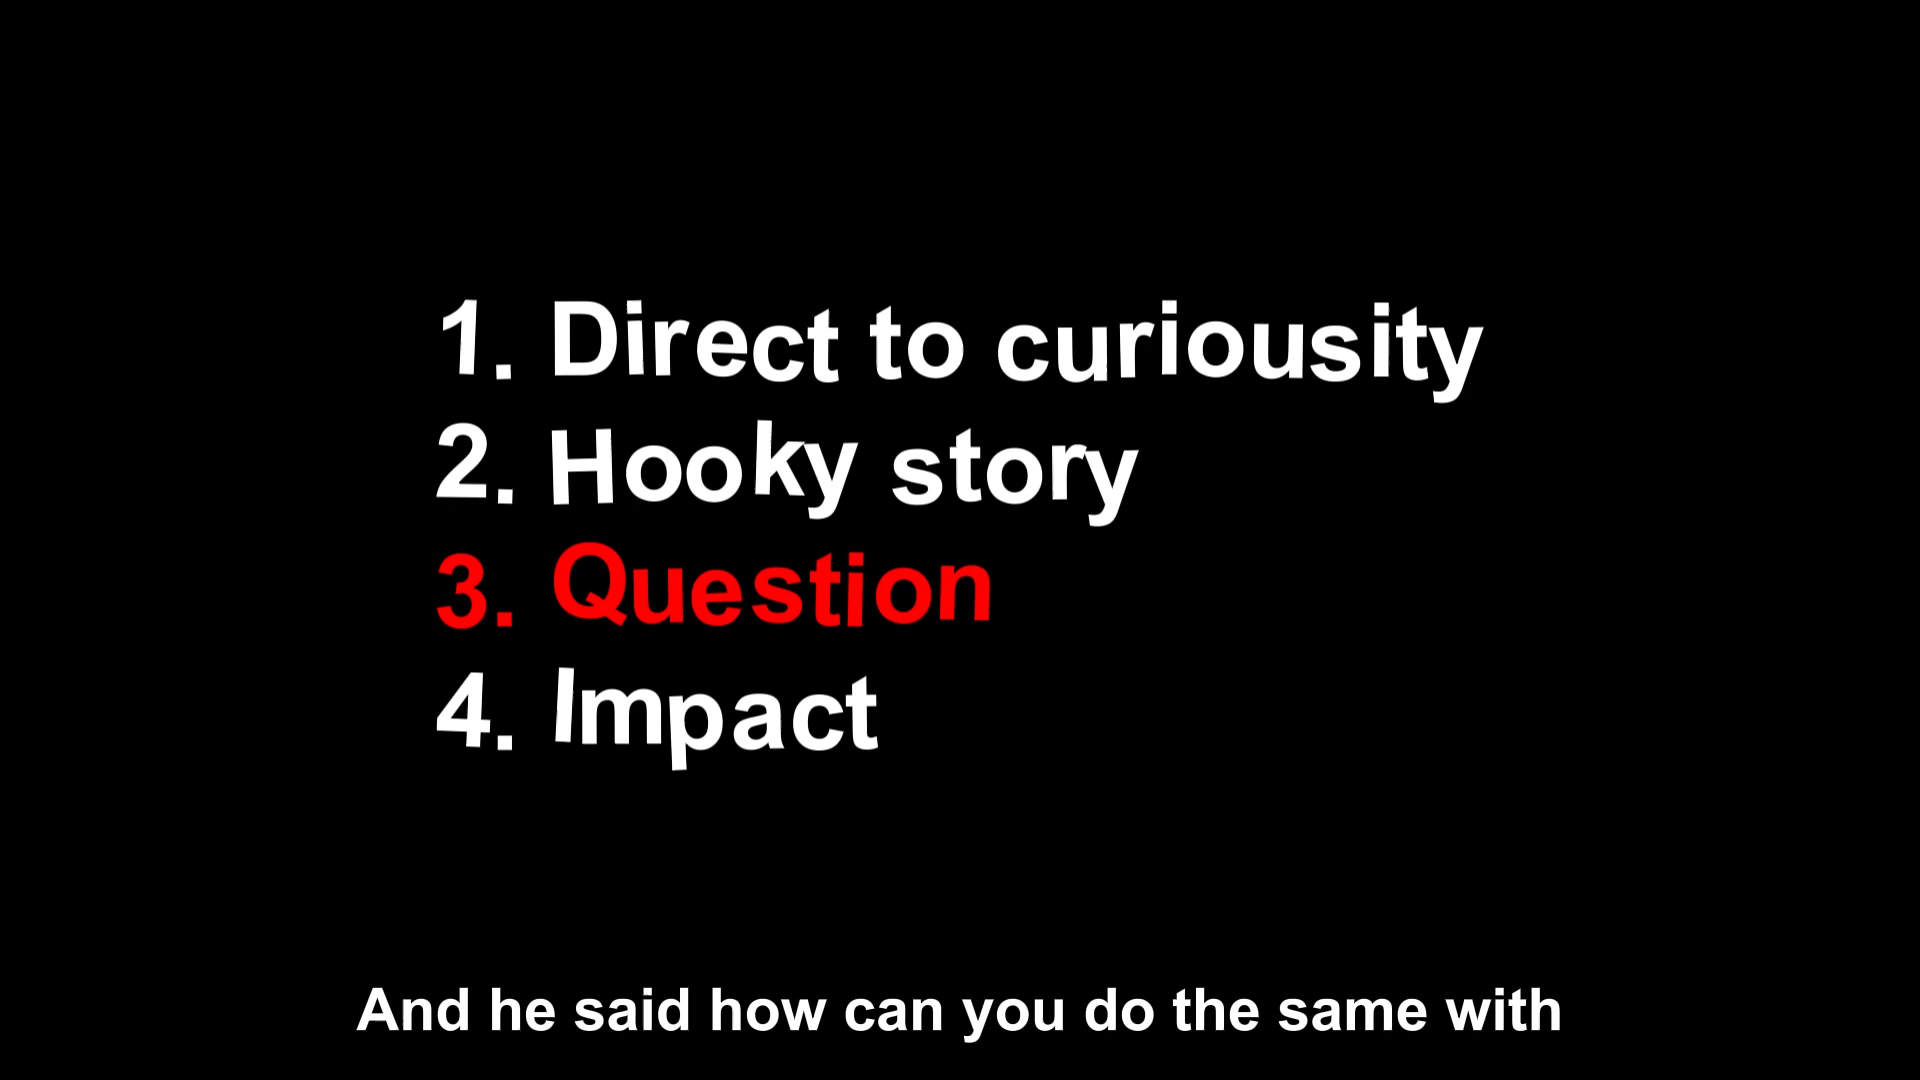 1. Direct to curiousity
2. Hooky story
3. Question
4. Impact
And he said how can you do the same with